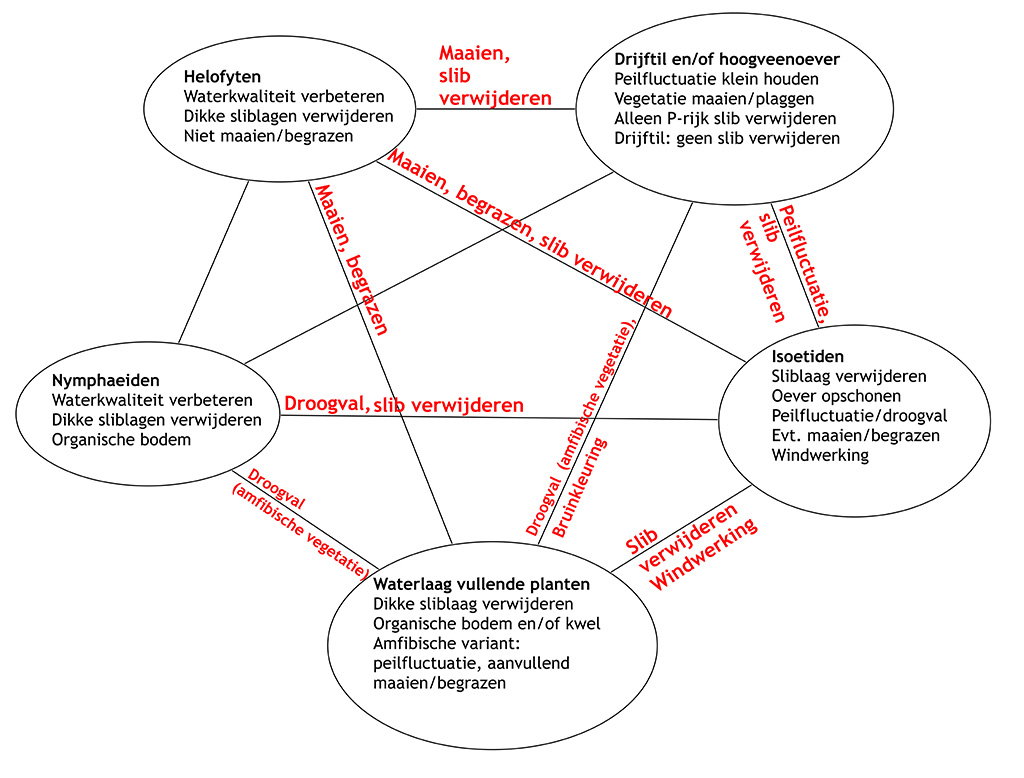 Helofyten
Waterkwaliteit verbeteren
Dikke sliblagen verwijderen
Niet maaien/begrazen
Maaien,
slib
verwijderen
Drijftil en/of hoogveenoever
Peilfluctuatie klein houden
Vegetatie maaien/plaggen
Alleen P-rijk slib verwijderen
Drijftil: geen slib verwijderen
Maaien, begrazen, slib verwijderen
Maaien, begrazen
Peilfluctuatie,
slib
verwijderen
Nymphaeiden
Waterkwaliteit verbeteren
Dikke sliblagen verwijderen
Organische bodem
Droogval, slib verwijderen
Isoetiden
Sliblaag verwijderen
Oever opschonen
Peilfluctuatie/droogval
Evt. maaien/begrazen
Windwerking
Droogval
(amfibische vegetatie)
Droogval (amfibische vegetatie),
Bruinkleuring
Slib
verwijderen
Windwerking
Waterlaag vullende planten
Dikke sliblaag verwijderen
Organische bodem en/of kwel
Amfibische variant:
peilfluctuatie, aanvullend
maaien/begrazen